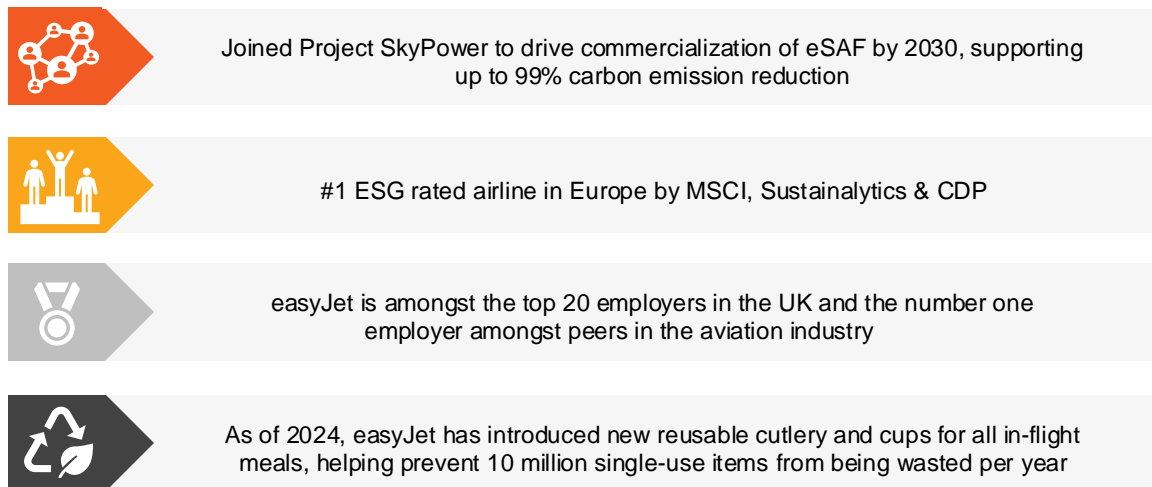 Joined Project SkyPower to drive commercialization of eSAF by 2030, supporting
up to 99% carbon emission reduction
#1 ESG rated airline in Europe by MSCI, Sustainalytics & CDP
easyJet is amongst the top 20 employers in the UK and the number one
employer amongst peers in the aviation industry
As of 2024, easyJet has introduced new reusable cutlery and cups for all in-flight
meals, helping prevent 10 million single-use items from being wasted per year